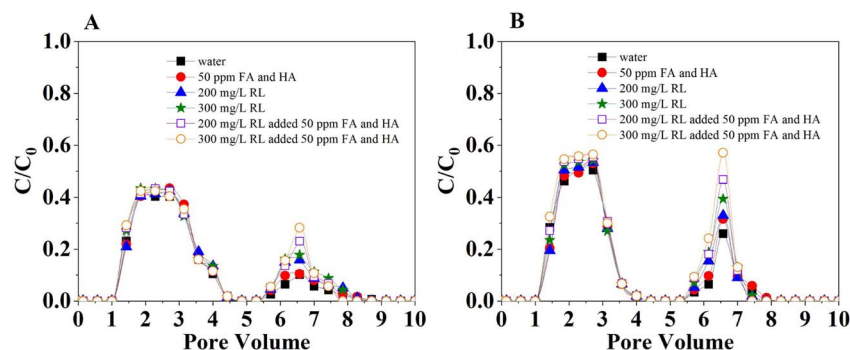 A
B
1.0
0.8
0.6
0.4
0.2
0.0
C/C0
water
50 ppm FA and HA
200 mg/L RL
300 mg/L RL
200 mg/L RL added 50 ppm FA and HA
300 mg/L RL added 50 ppm FA and HA
0 1 2 3 4 5 6 7 8 9 10
Pore Volume
1.0
0.8
0.6
0.4
0.2
0.0
C/C0
water
50 ppm FA and HA
200 mg/L RL
300 mg/L RL
200 mg/L RL added 50 ppm FA and HA
300 mg/L RL added 50 ppm FA and HA
0 1 2 3 4 5 6 7 8 9 10
Pore Volume